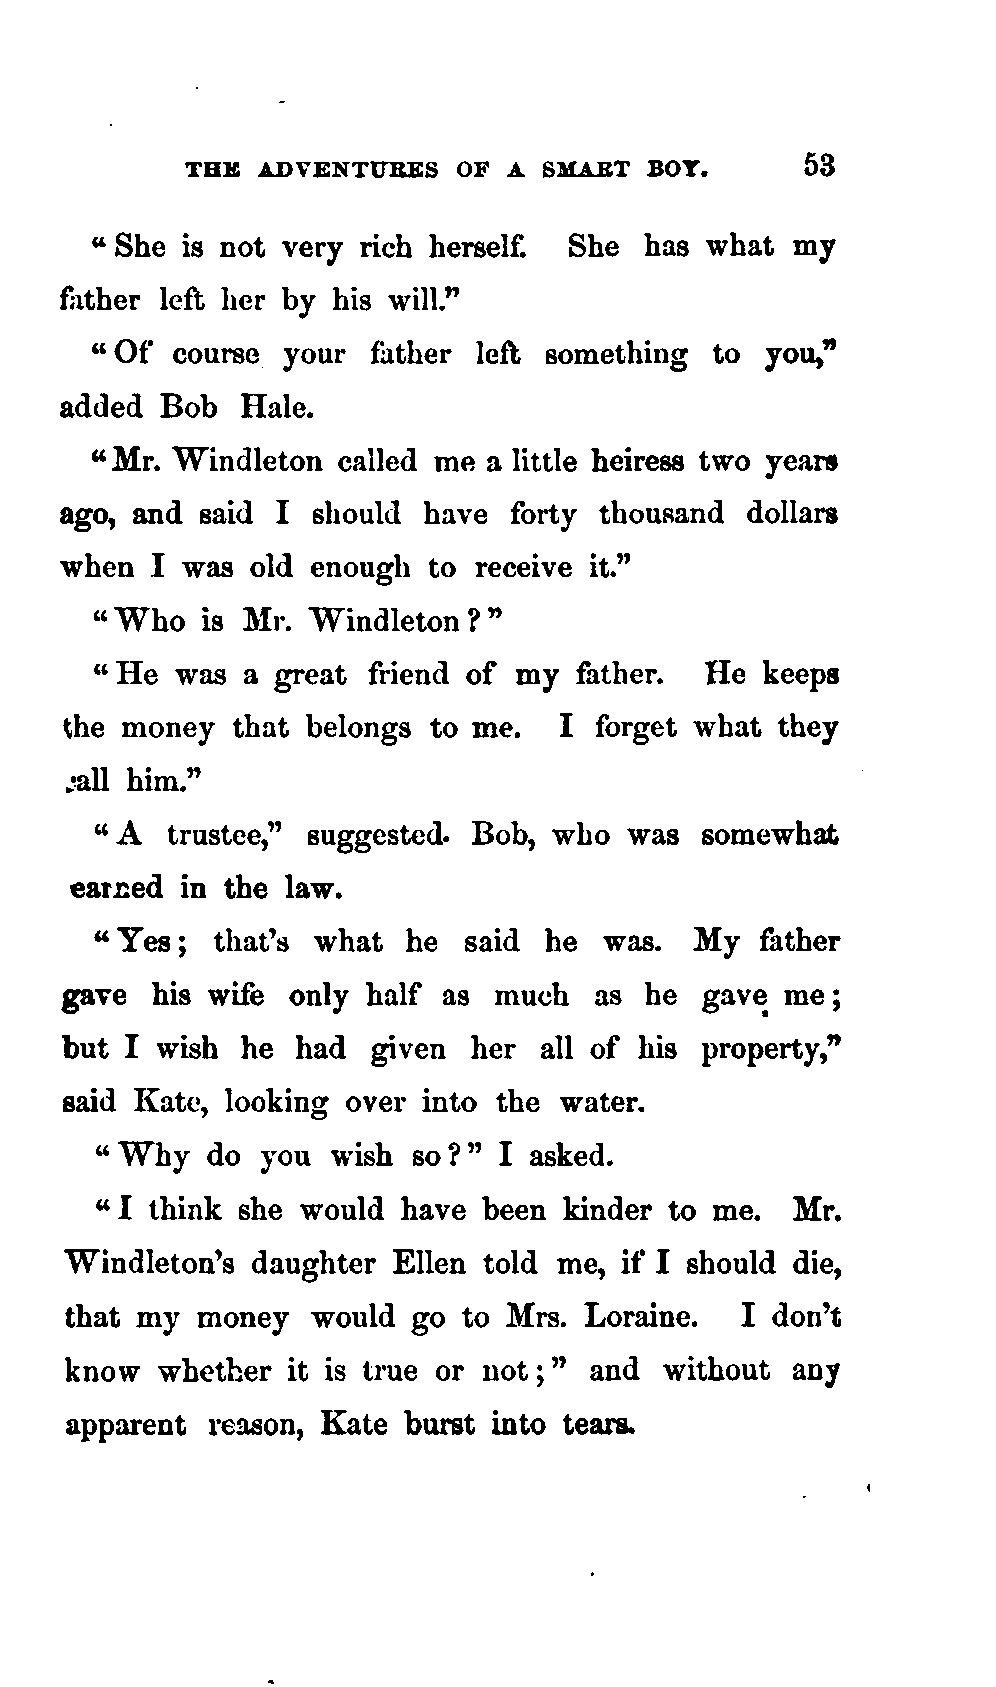 THE ADVENTURES OF A SMART BOY. 53
“She is not very rich herself. She has what my
father left her by his will.”
“Of course your father left something to you,”
added Bob Hale.
“Mr. Windleton called me a little heiress two years
ago, and said I should have forty thousand dollars
when I was old enough to receive it.”
“Who is Mr. Windleton?”
“He was a great friend of my father. He keeps
the money that belongs to me. I forget what they
call him.”
“A trustee,” suggested Bob, who was somewhat
earned in the law.
“Yes; that’s what he said he was. My father
gave his wife only half as much as he gave me;
but I wish he had given her all of his property,”
said Kate, looking over into the water.
“Why do you wish so?” I asked.
“I think she would have been kinder to me. Mr.
Windleton’s daughter Ellen told me, if I should die,
that my money would go to Mrs. Loraine. I don’t
know whether it is true or not;” and without any
apparent reason, Kate burst into tears.